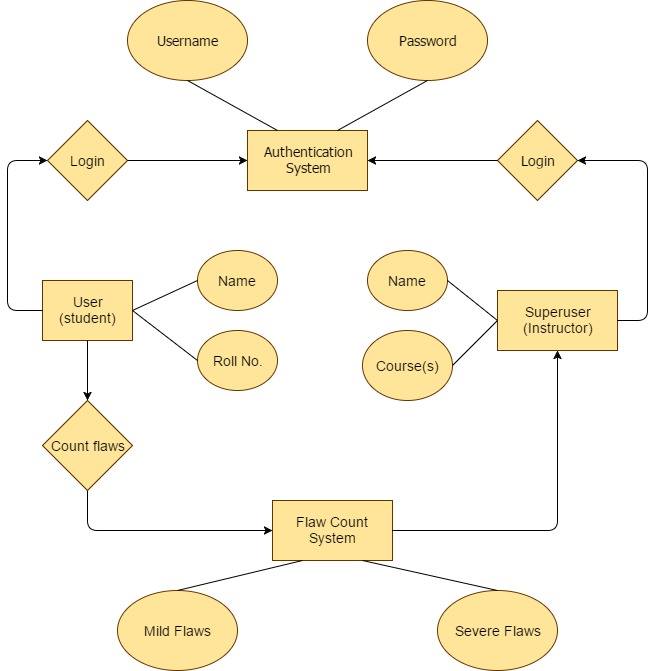 Username
Password
Login
Authentication
System
Login
User
(student)
Name
Roll No.
Name
Course(s)
Superuser
(Instructor)
Count flaws
Flaw Count
System
Mild Flaws
Severe Flaws